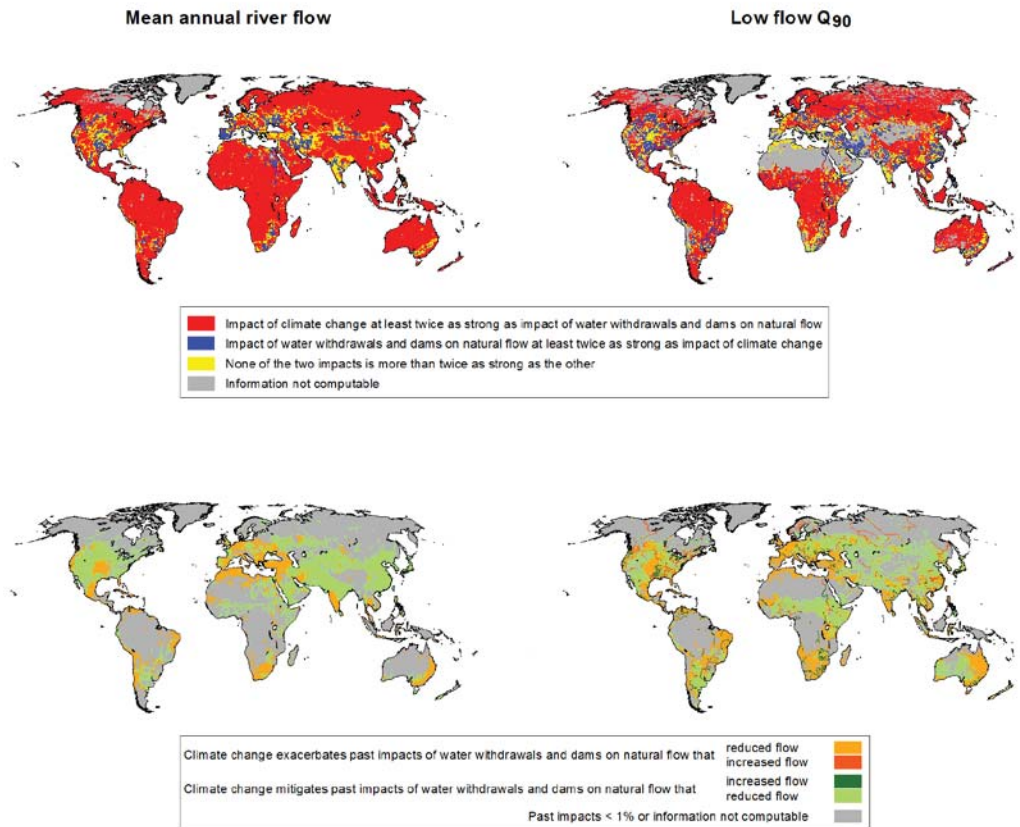 Mean annual river flow
Low flow Q90
Impact of climate change at least twice as strong as impact of water withdrawals and dams on natural flow
Impact of water withdrawals and dams on natural flow at least twice as strong as impact of climate change
None of the two impacts is more than twice as strong as the other
Information not computable
Climate change exacerbates past impacts of water withdrawals and dams on natural flow that reduced flow
increased flow
Climate change mitigates past impacts of water withdrawals and dams on natural flow that increased flow
reduced flow
Past impacts < 1% or information not computable